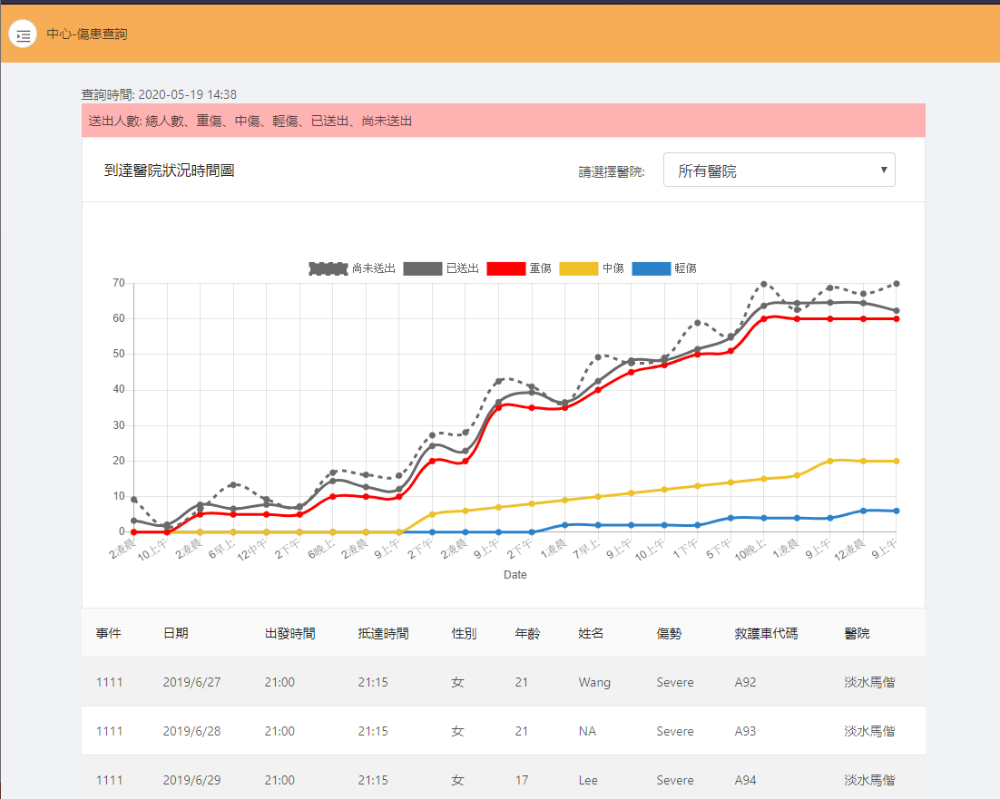 中心-傷患查詢
查詢時間: 2020-05-19 14:38
送出人數: 總人數、重傷、中傷、輕傷、已送出、尚未送出
到達醫院狀況時間圖 請選擇醫院: 所有醫院
尚未送出 已送出 重傷 中傷 輕傷
70
60
50
40
30
20
10
0
2凌晨 10上午 2凌晨 6早上 12中午 2下午 6晚上 2凌晨 9上午 2下午 2凌晨 9上午 2下午 1凌晨 7早上 9上午 10上午 1下午 5下午 10晚上 1凌晨 9上午 12凌晨 9上午
Date
事件 日期 出發時間 抵達時間 性別 年齡 姓名 傷勢 救護車代碼 醫院
1111 2019/6/27 21:00 21:15 女 21 Wang Severe A92 淡水馬偕
1111 2019/6/28 21:00 21:15 女 21 NA Severe A93 淡水馬偕
1111 2019/6/29 21:00 21:15 女 17 Lee Severe A94 淡水馬偕